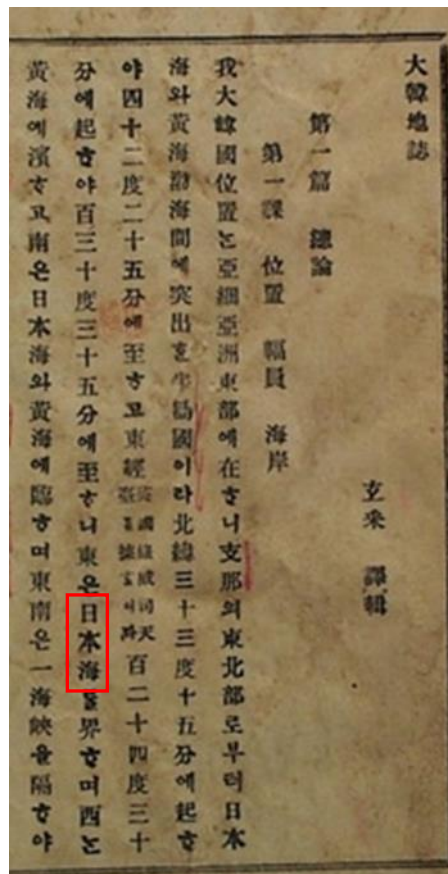 大韓地誌
玄采 譯輯
第一篇 總論
第一課 位置 幅員 海岸
我大韓國位置는亞細亞洲東部에在ᄒᆞ니支那의東北部로부터日本
海와黃海渤海間에突出ᄒᆞᆫ半島國이라北緯三十三度十五分에起ᄒᆞ
야四十二度二十五分에至ᄒᆞ고東經 百二十四度三十
分에起ᄒᆞ야百三十度三十五分에至ᄒᆞ니東은日本海를界ᄒᆞ며西는
黃海에濱ᄒᆞ고南은日本海와黃海에臨ᄒᆞ며東南은一海峽을隔ᄒᆞ야